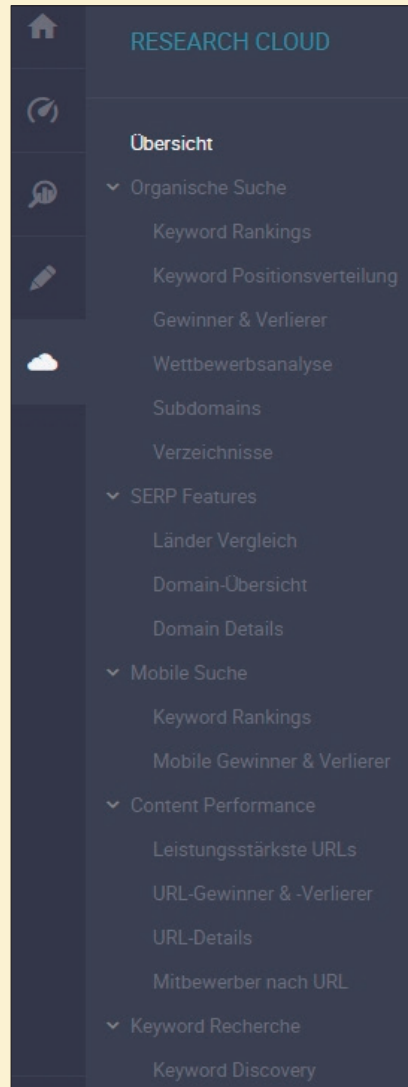 RESEARCH CLOUD
Übersicht
Organische Suche
Keyword Rankings
Keyword Positionsverteilung
Gewinner & Verlierer
Wettbewerbsanalyse
Subdomains
Verzeichnisse
SERP Features
Länder Vergleich
Domain-Übersicht
Domain Details
Mobile Suche
Keyword Rankings
Mobile Gewinner & Verlierer
Content Performance
Leistungsstärkste URLs
URL-Gewinner & -Verlierer
URL-Details
Mitbewerber nach URL
Keyword Recherche
Keyword Discovery